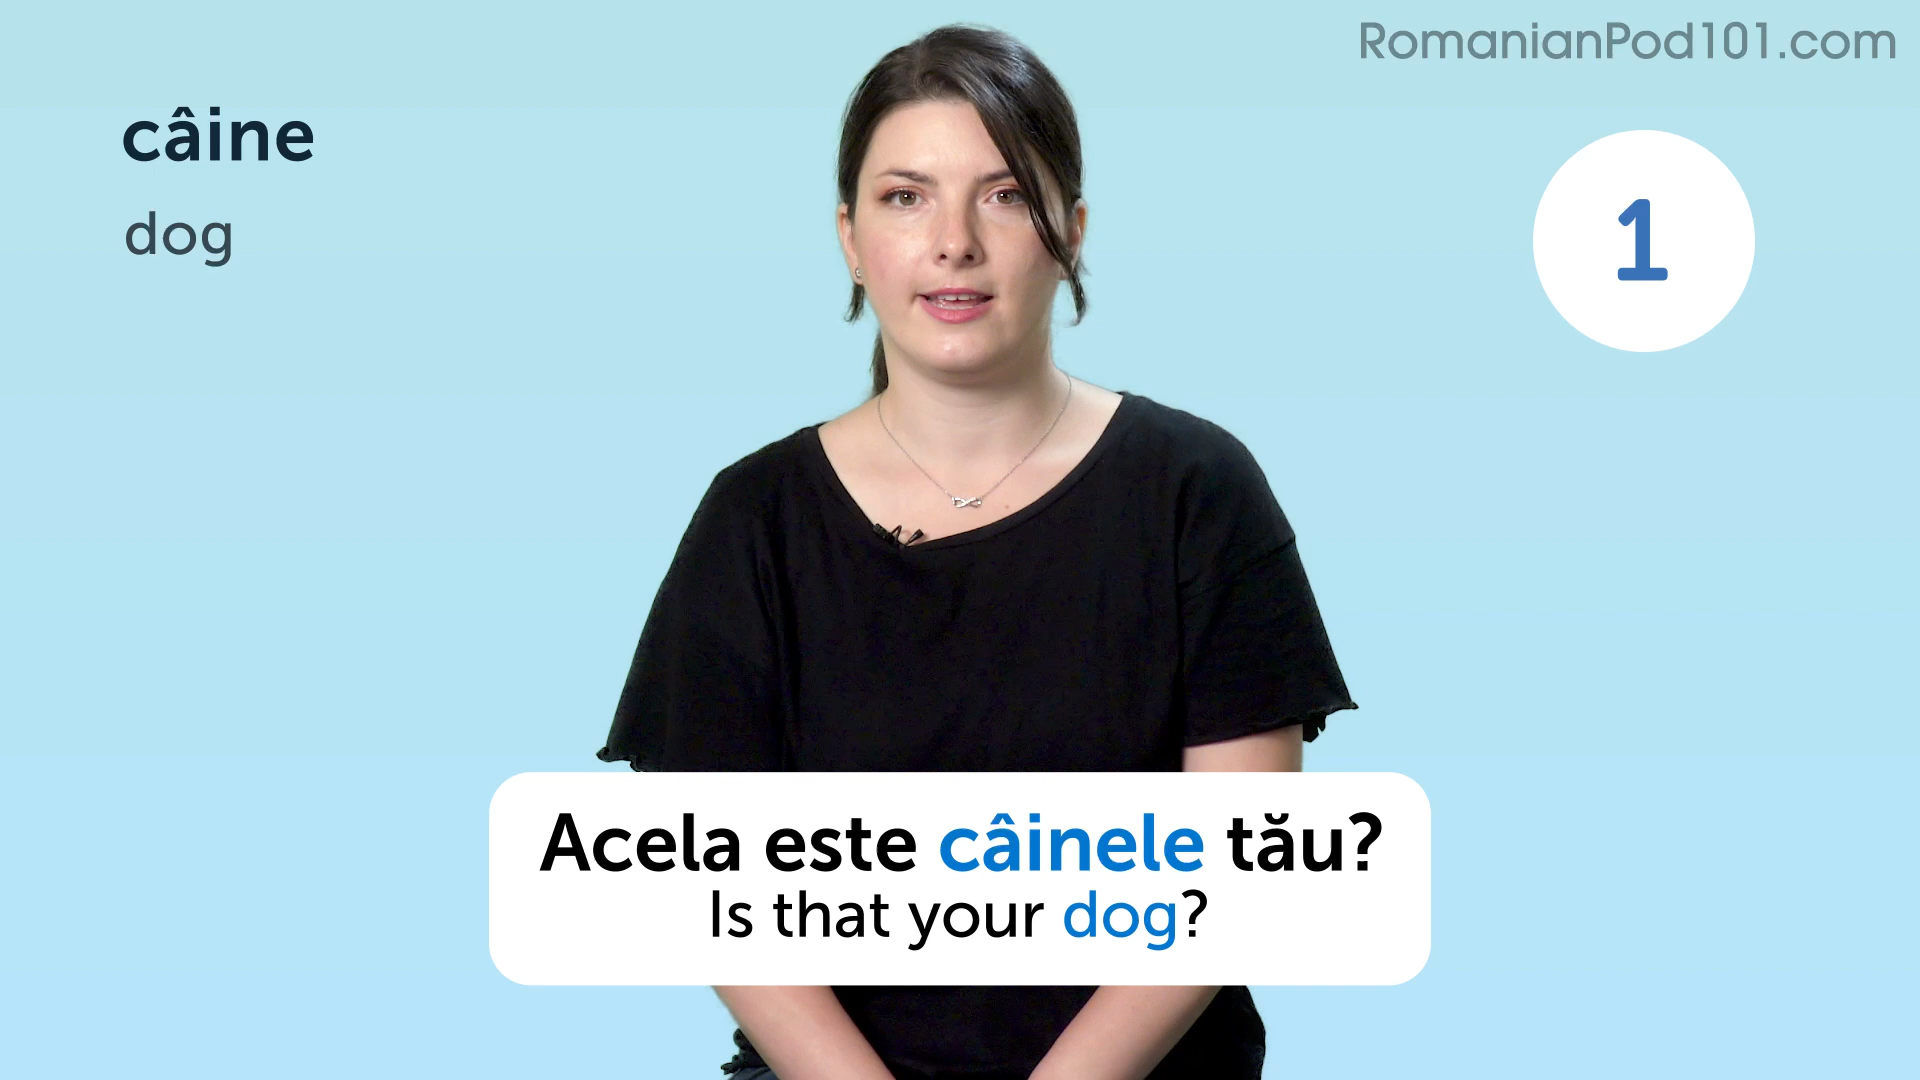 RomanianPod101.com
câine
dog
1
Acela este câinele tău?
Is that your dog?